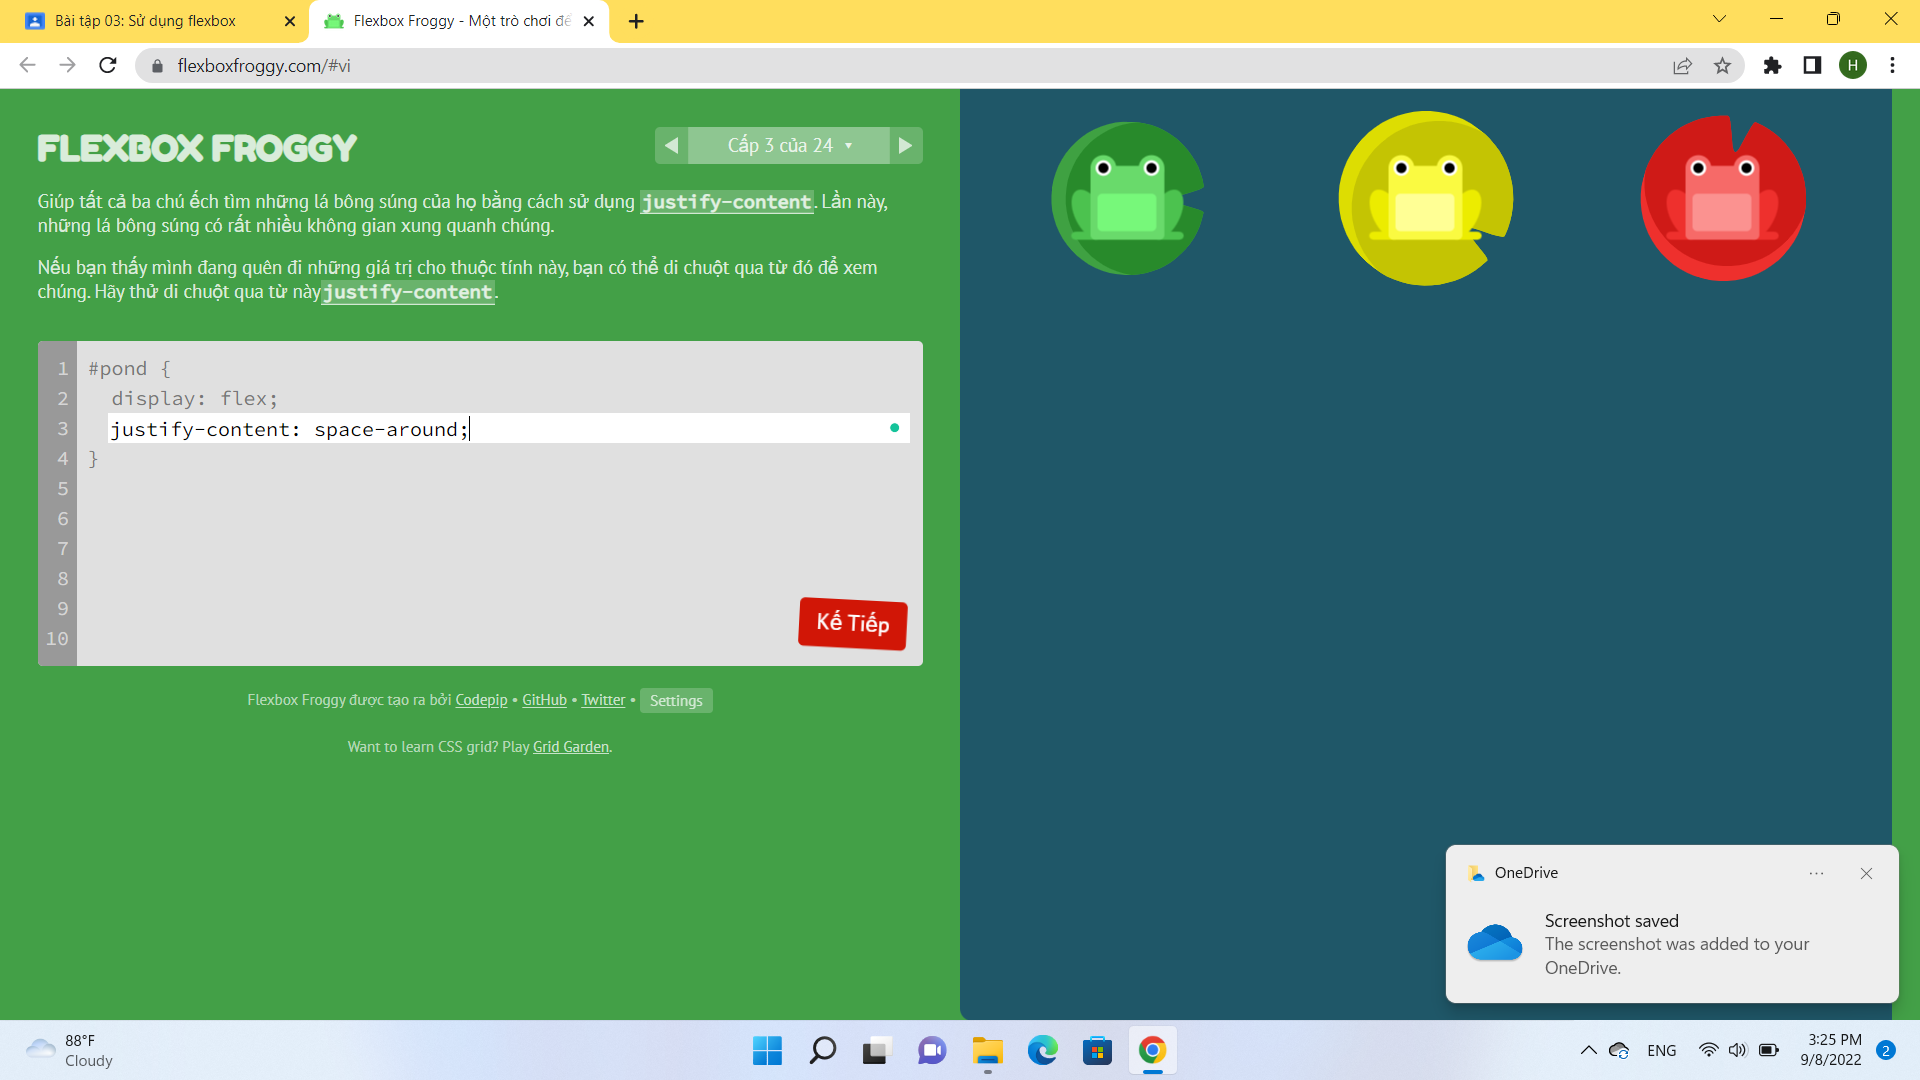 Bài tập 03: Sử dụng flexbox
Flexbox Froggy - Một trò chơi để
flexboxfroggy.com/#vi
H
FLEXBOX FROGGY
Cấp 3 của 24
Giúp tất cả ba chú ếch tìm những lá bông súng của họ bằng cách sử dụng justify-content. Lần này,
những lá bông súng có rất nhiều không gian xung quanh chúng.
Nếu bạn thấy mình đang quên đi những giá trị cho thuộc tính này, bạn có thể di chuột qua từ đó để xem
chúng. Hãy thử di chuột qua từ này justify-content.
1 #pond {
2 display: flex;
3 justify-content: space-around;
4 }
5
6
7
8
9
10
Kế Tiếp
Flexbox Froggy được tạo ra bởi Codepip • GitHub • Twitter • Settings
Want to learn CSS grid? Play Grid Garden.
OneDrive
Screenshot saved
The screenshot was added to your
OneDrive.
88°F
Cloudy
ENG
3:25 PM
9/8/2022
2